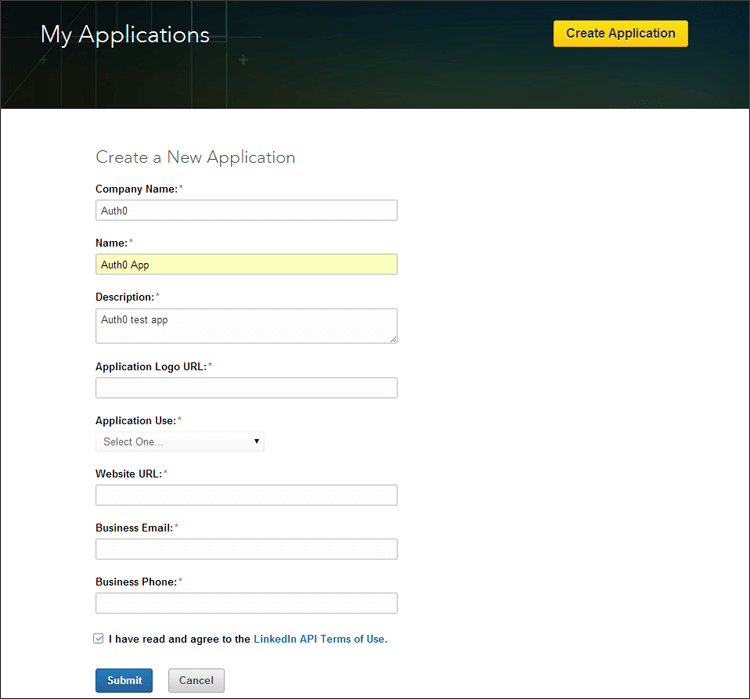 My Applications
Create Application
Create a New Application
Company Name:*
Auth0
Name:*
Auth0 App
Description:*
Auth0 test app
Application Logo URL:*
Application Use:*
Select One...
Website URL:*
Business Email:*
Business Phone:*
I have read and agree to the LinkedIn API Terms of Use.
Submit Cancel